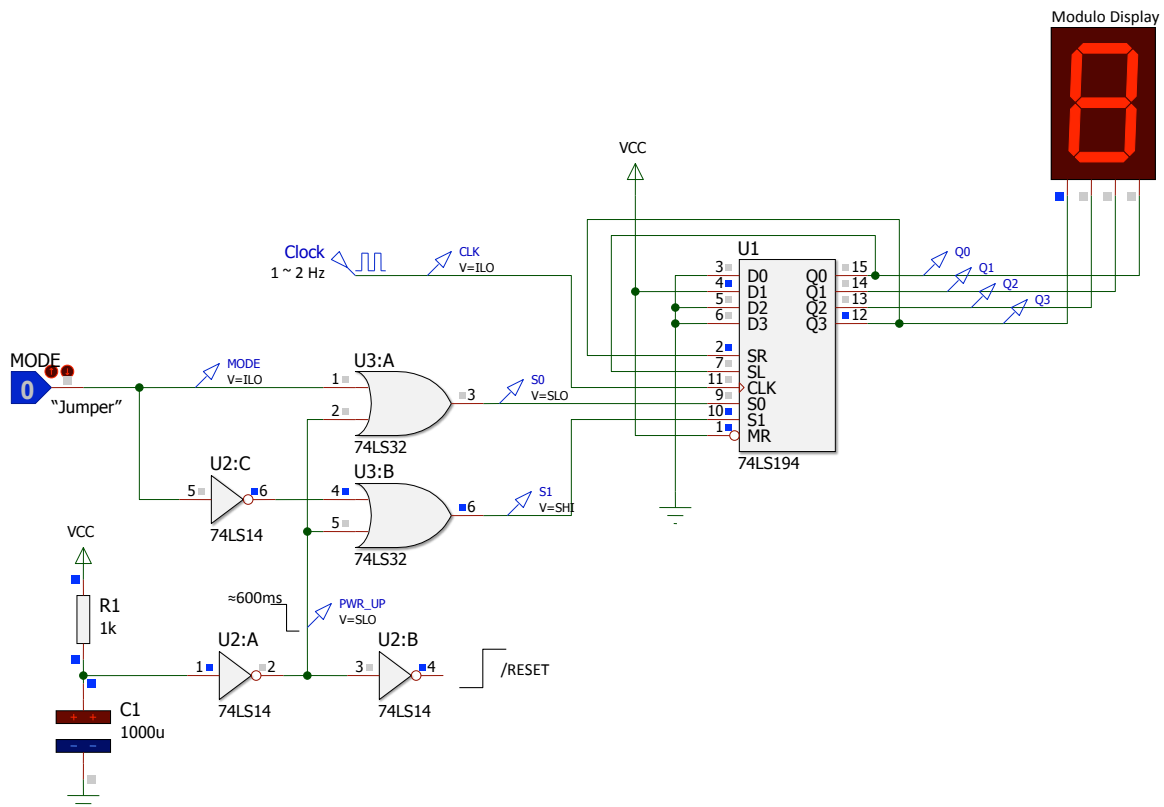 Modulo Display
8
VCC
U1
Clock
1 ~ 2 Hz
CLK
V=ILO
3 D0 Q0 15
4 D1 Q1 14
5 D2 Q2 13
6 D3 Q3 12
2 SR
7 SL
11 CLK
9 S0
10 S1
1 MR
74LS194
Q0
Q1
Q2
Q3
MODE
0
"Jumper"
MODE
V=ILO
U3:A
1
2
3
74LS32
S0
V=SLO
U2:C
5
6
74LS14
U3:B
4
5
6
74LS32
S1
V=SHI
VCC
R1
1k
≈600ms
PWR_UP
V=SLO
U2:A
1
2
74LS14
U2:B
3
4
74LS14
/RESET
C1
1000u